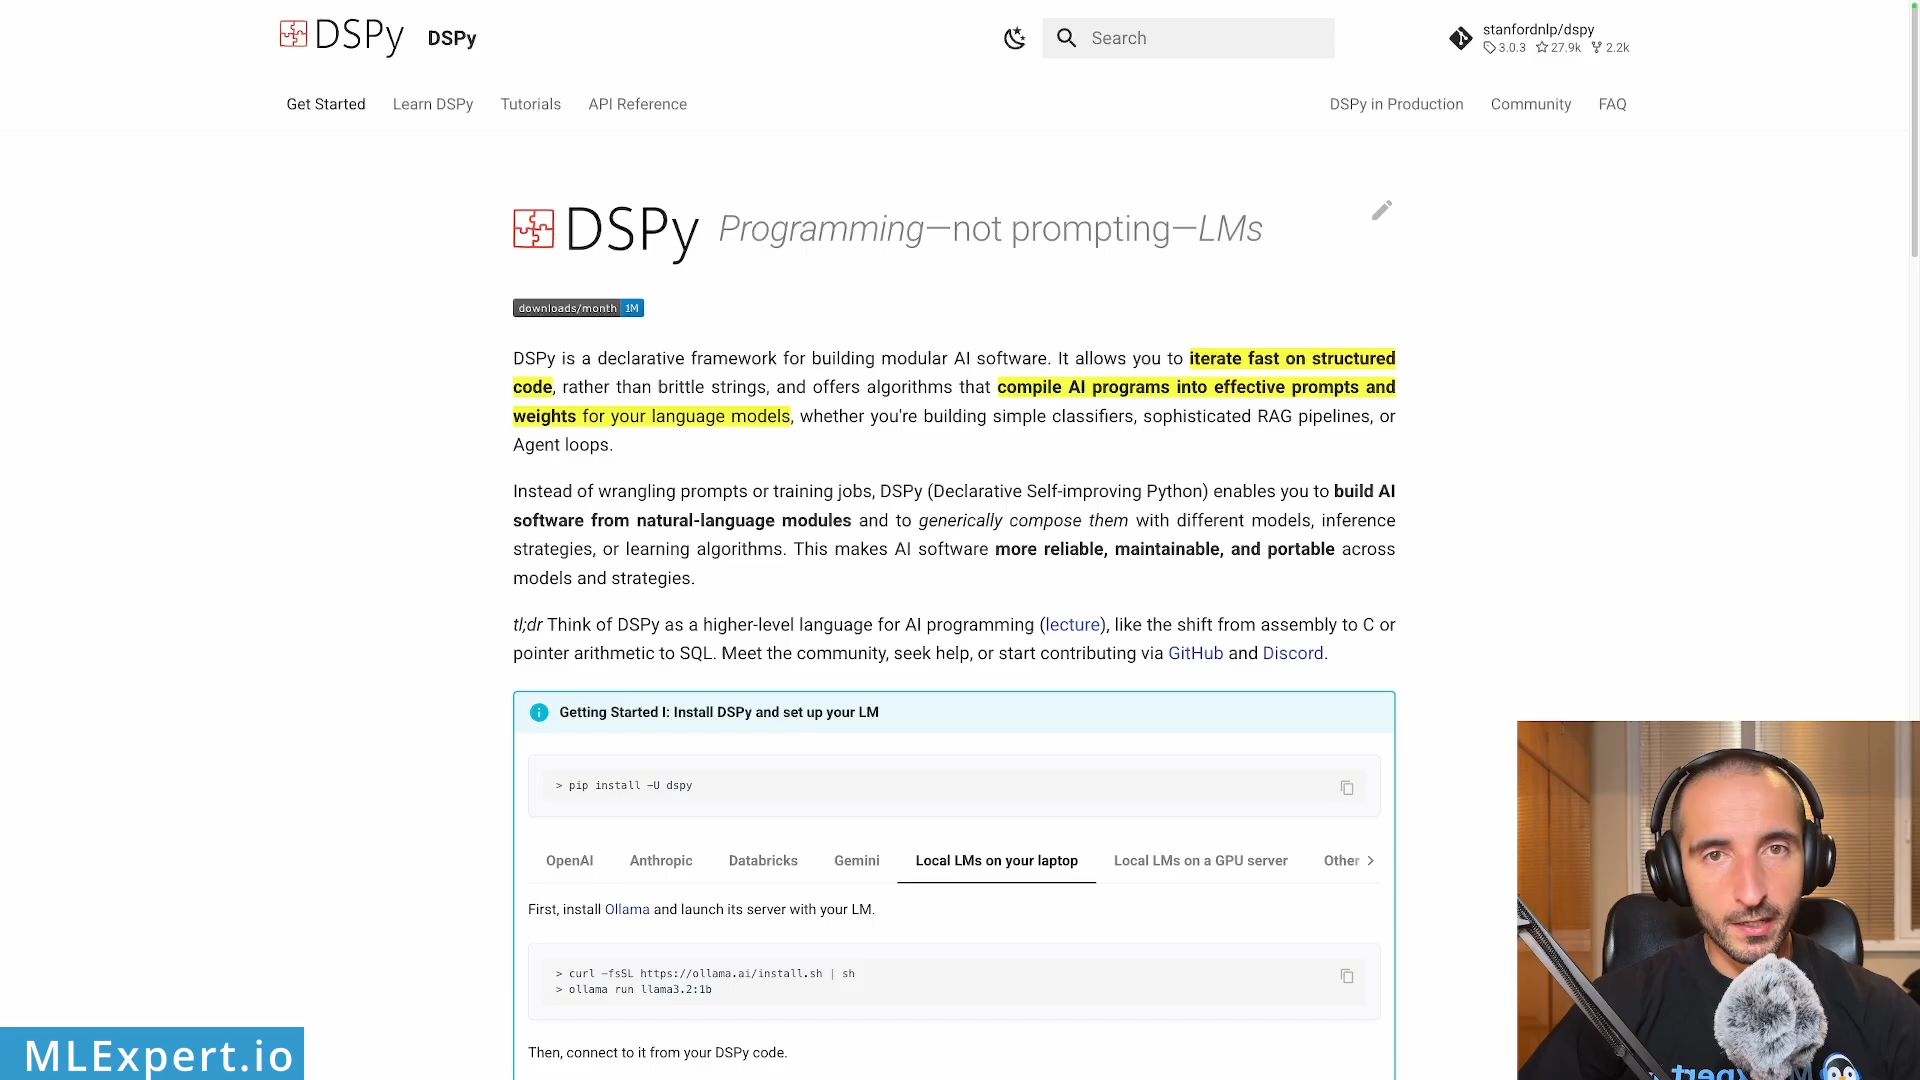 DSPy
DSPy
Search
stanfordnlp/dspy
3.0.3 27.9k 2.2k
Get Started
Learn DSPy
Tutorials
API Reference
DSPy in Production
Community
FAQ
DSPy Programming—not prompting—LMs
downloads/month 1M
DSPy is a declarative framework for building modular AI software. It allows you to iterate fast on structured
code, rather than brittle strings, and offers algorithms that compile AI programs into effective prompts and
weights for your language models, whether you're building simple classifiers, sophisticated RAG pipelines, or
Agent loops.
Instead of wrangling prompts or training jobs, DSPy (Declarative Self-improving Python) enables you to build AI
software from natural-language modules and to generically compose them with different models, inference
strategies, or learning algorithms. This makes AI software more reliable, maintainable, and portable across
models and strategies.
tl;dr Think of DSPy as a higher-level language for AI programming (lecture), like the shift from assembly to C or
pointer arithmetic to SQL. Meet the community, seek help, or start contributing via GitHub and Discord.
Getting Started I: Install DSPy and set up your LM
> pip install -U dspy
OpenAI
Anthropic
Databricks
Gemini
Local LMs on your laptop
Local LMs on a GPU server
Other
First, install Ollama and launch its server with your LM.
> curl -fsSL https://ollama.ai/install.sh | sh
> ollama run llama3.2:1b
Then, connect to it from your DSPy code.
MLExpert.io